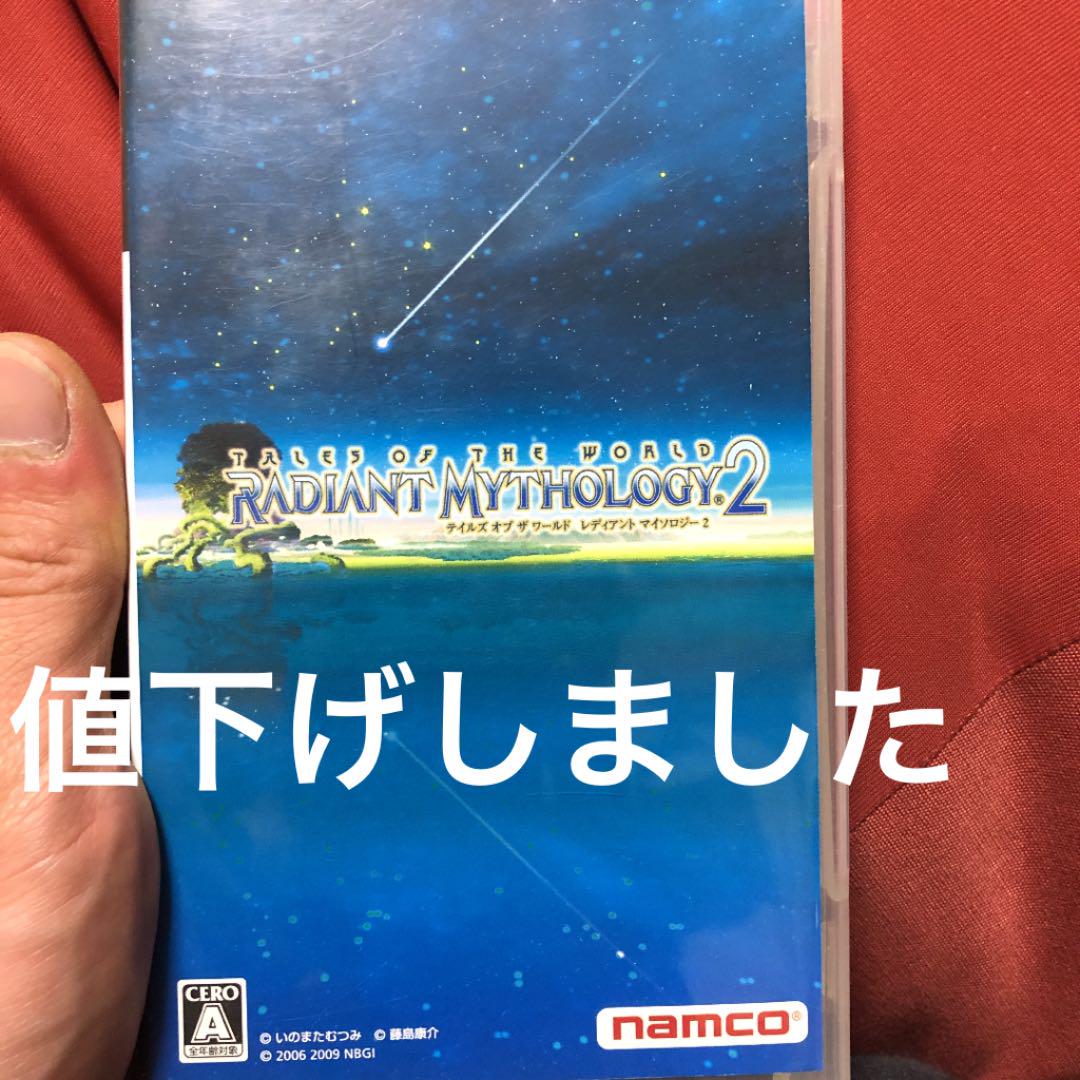 TALES OF THE WORLD
RADIANT MYTHOLOGY®2
テイルズ オブ ザ ワールド レディアント マイソロジー 2
値下げしました
CERO
A
全年齢対象
© いのまたむつみ © 藤島康介
© 2006 2009 NBGI
namco®